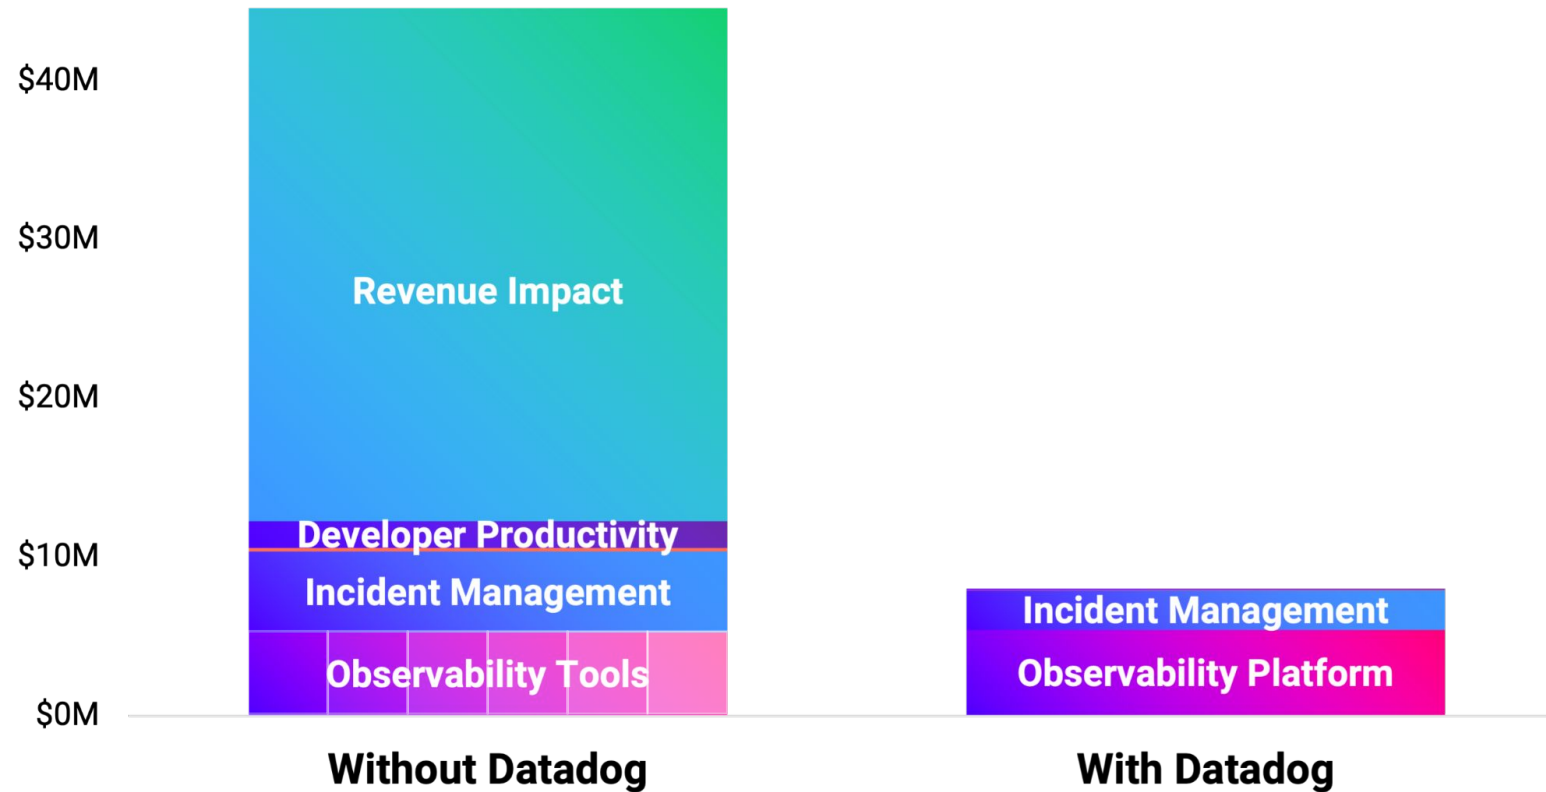 $40M
$30M
$20M
$10M
$0M
Revenue Impact
Developer Productivity
Incident Management
Observability Tools
Incident Management
Observability Platform
Without Datadog
With Datadog